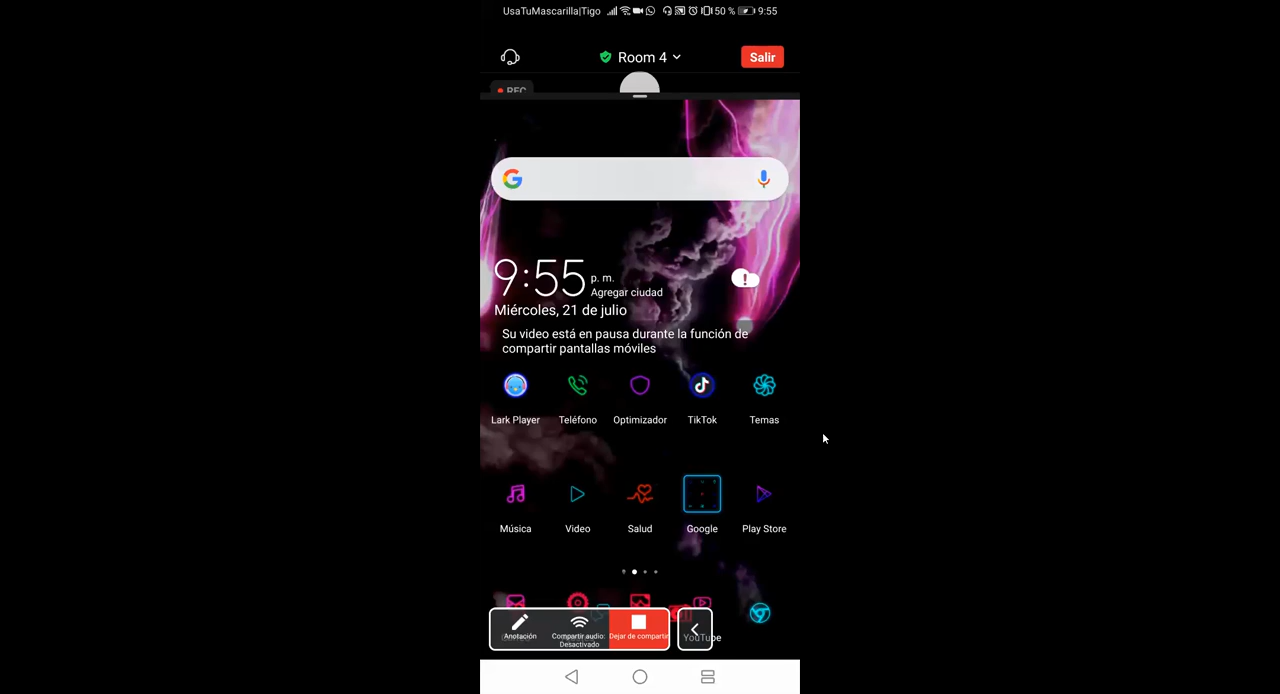 UsaTuMascarilla|Tigo 50 % 9:55
Room 4
Salir
REC
9:55 p. m.
Agregar ciudad
Miércoles, 21 de julio
Su video está en pausa durante la función de
compartir pantallas móviles
Lark Player Teléfono Optimizador TikTok Temas
Música Video Salud Google Play Store
Anotación Compartir audio: Dejar de compartir
Desactivado
YouTube